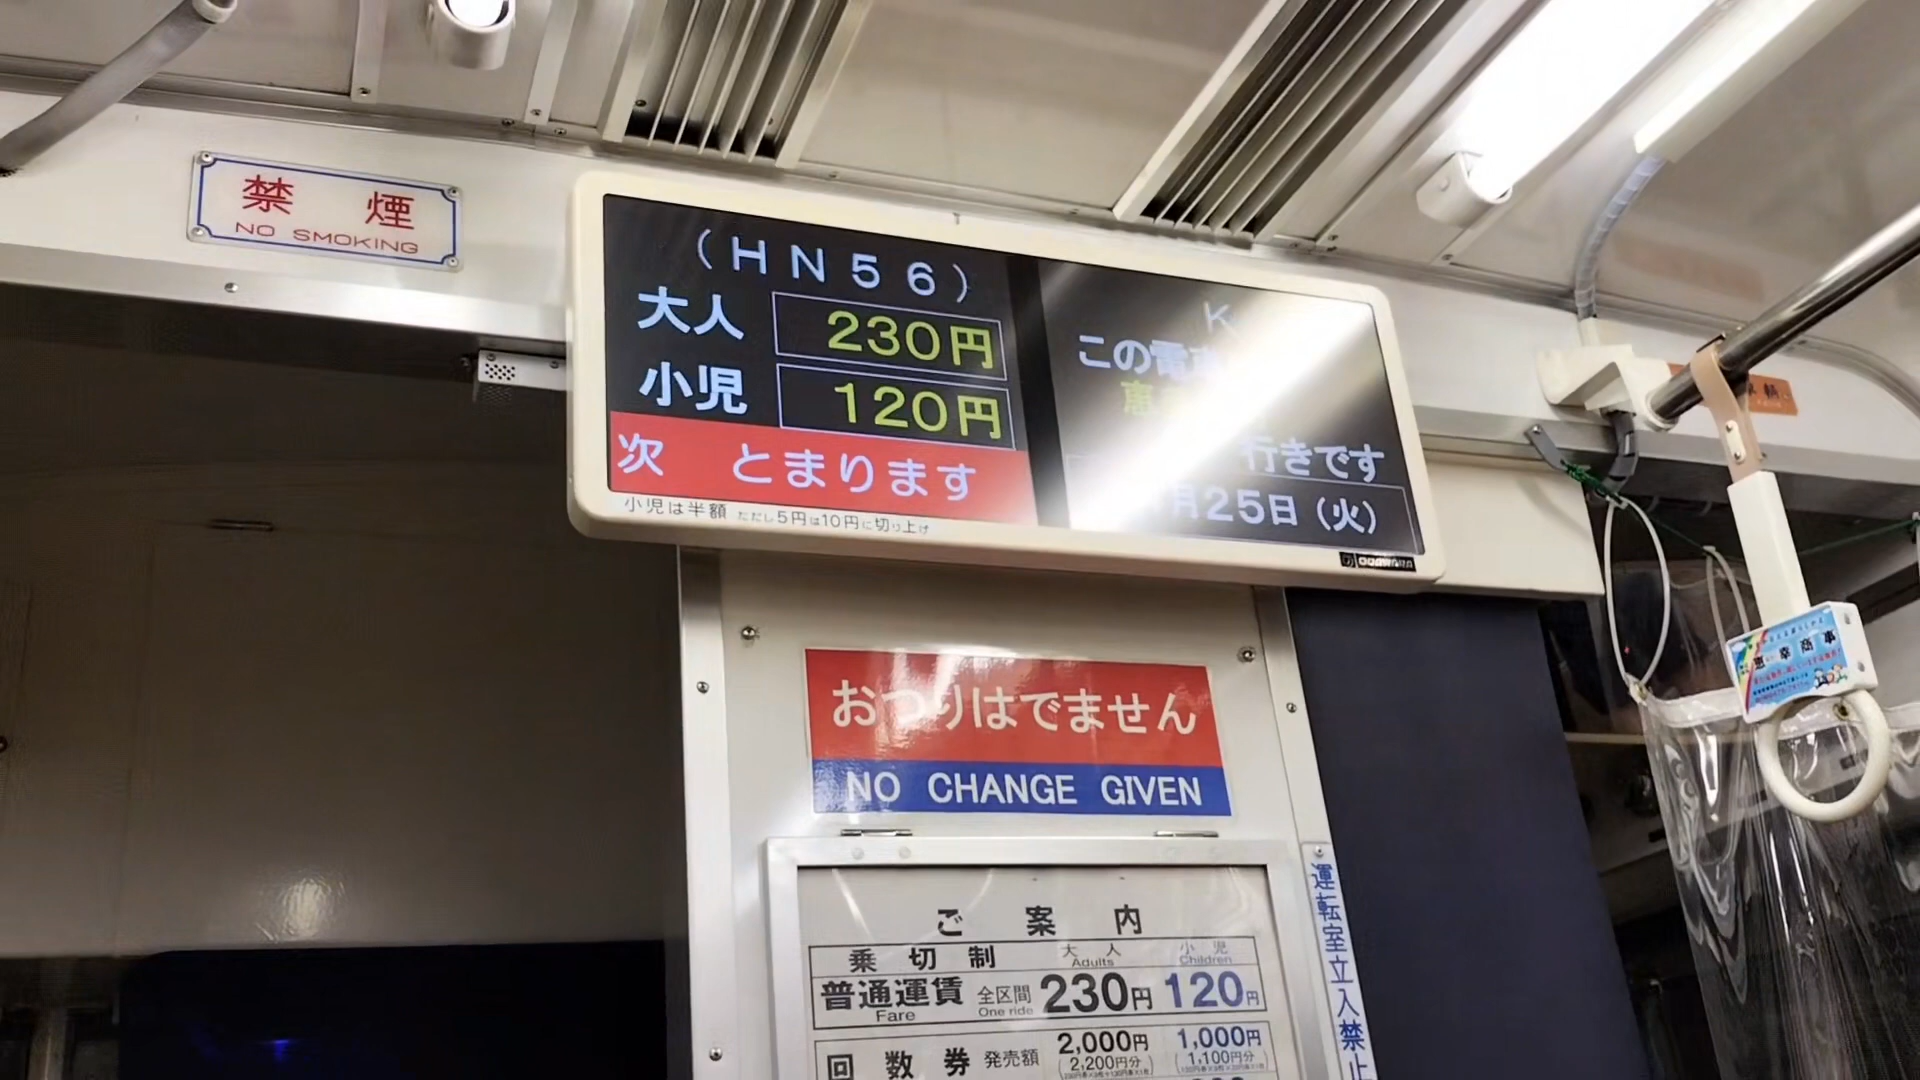 禁煙
NO SMOKING
(HN56)
大人 230円
小児 120円
次 とまります
小児は半額 ただし5円は10円に切り上げ
K
この電
恵
行きです
月25日(火)
おつりはでません
NO CHANGE GIVEN
ご案内
乗切制 大人 Adults 小児 Children
普通運賃 Fare 全区間 One ride 230円 120円
回数券 発売額 2,000円 (2,200円分) 1,000円 (1,100円分)
運転室立入禁止